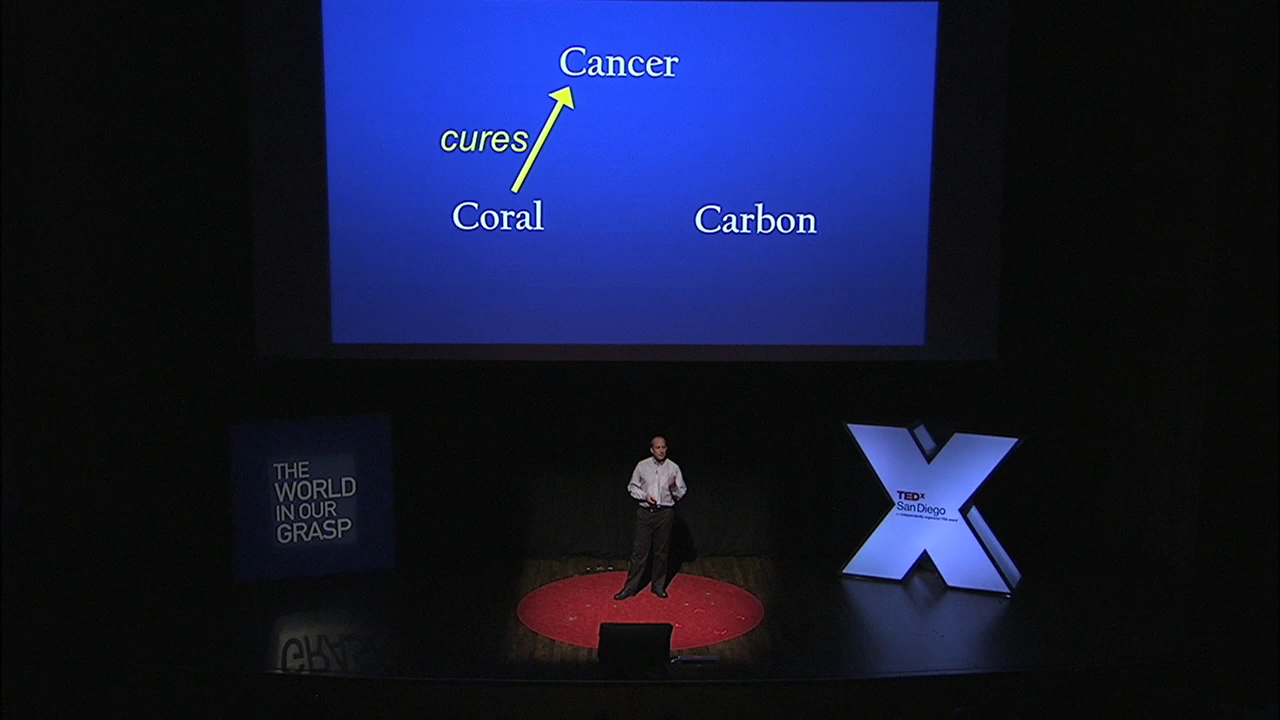 Cancer
cures
Coral
Carbon
THE
WORLD
IN OUR
GRASP
TEDx
San Diego